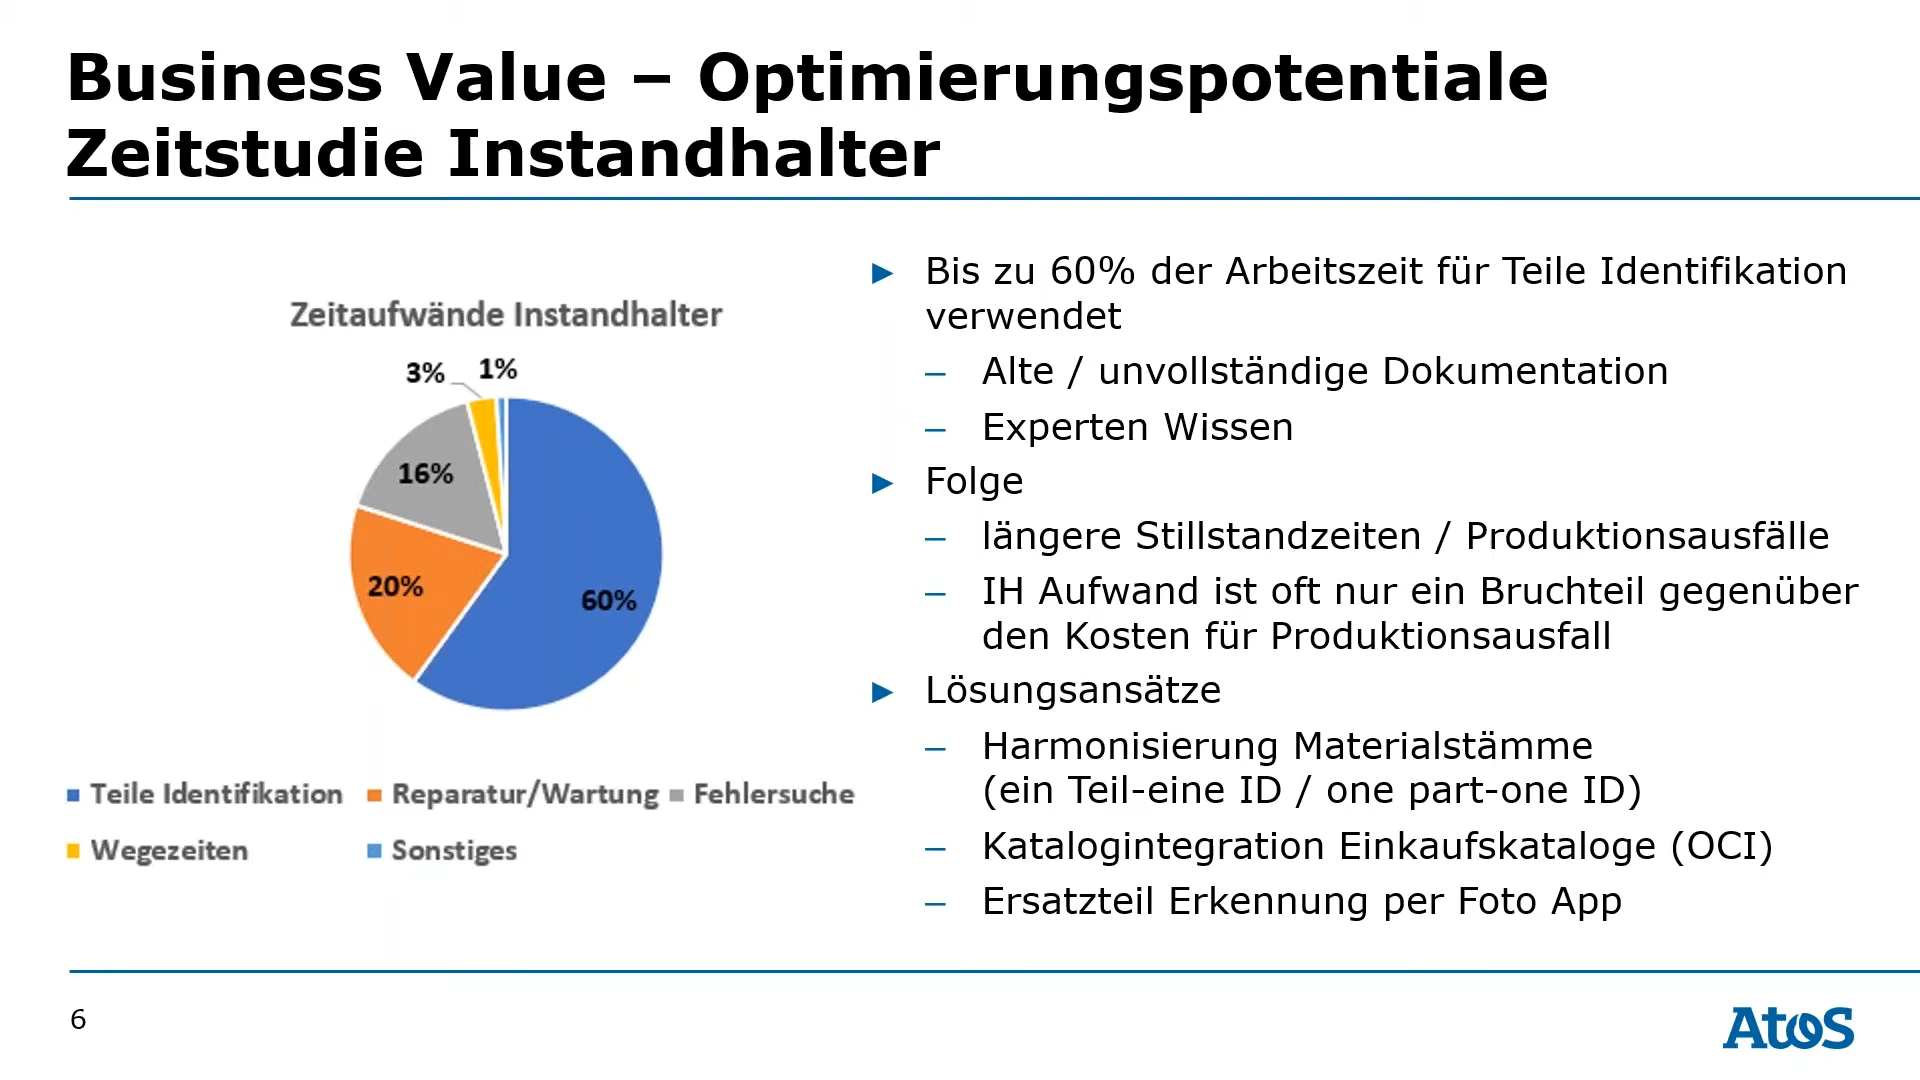 Business Value – Optimierungspotentiale
Zeitstudie Instandhalter
Zeitaufwände Instandhalter
3%
1%
16%
20%
60%
Teile Identifikation
Reparatur/Wartung
Fehlersuche
Wegezeiten
Sonstiges
► Bis zu 60% der Arbeitszeit für Teile Identifikation
verwendet
– Alte / unvollständige Dokumentation
– Experten Wissen
► Folge
– längere Stillstandzeiten / Produktionsausfälle
– IH Aufwand ist oft nur ein Bruchteil gegenüber
den Kosten für Produktionsausfall
► Lösungsansätze
– Harmonisierung Materialstämme
(ein Teil-eine ID / one part-one ID)
– Katalogintegration Einkaufskataloge (OCI)
– Ersatzteil Erkennung per Foto App
6
Atos